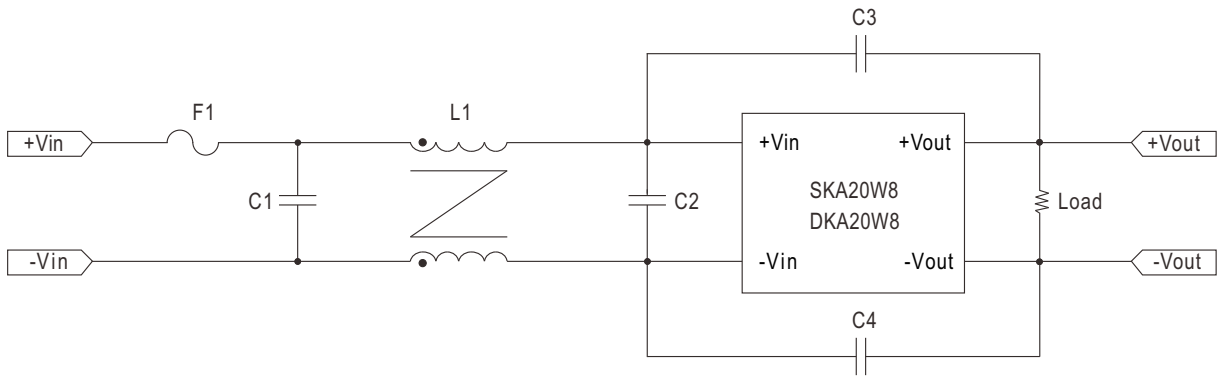 C3
F1
L1
+Vin
+Vin
+Vout
+Vout
SKA20W8
C1
C2
Load
DKA20W8
-Vin
-Vin
-Vout
-Vout
C4